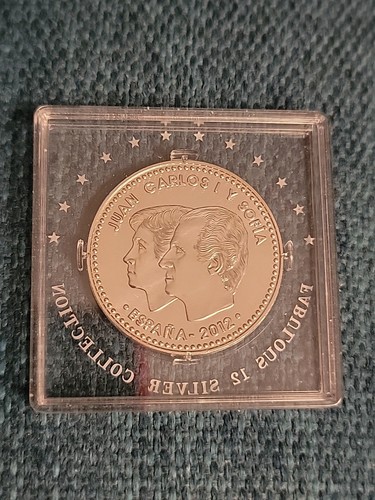 JUAN CARLOS I Y SOFIA
· ESPAÑA - 2012 ·
FABULOUS 12 SILVER COLLECTION